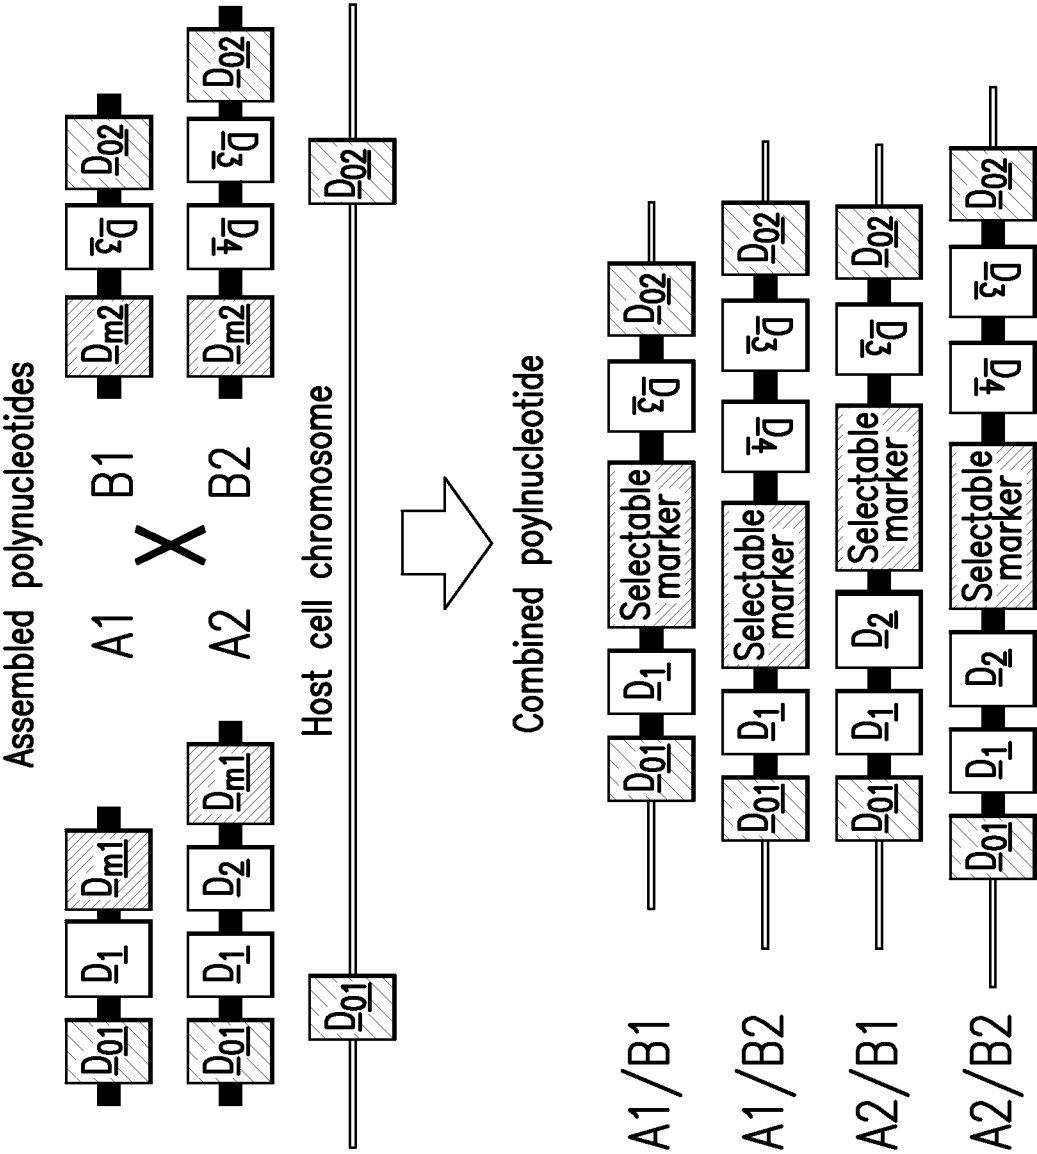 Assembled polynucleotides
D01 D1 Dm1 A1 B1 Dm2 D3 D02
X
D01 D1 D2 Dm1 A2 B2 Dm2 D4 D3 D02
Host cell chromosome
D01 D02
Combined poylnucleotide
A1/B1 D01 D1 Selectable marker D3 D02
A1/B2 D01 D1 Selectable marker D4 D3 D02
A2/B1 D01 D1 D2 Selectable marker D3 D02
A2/B2 D01 D1 D2 Selectable marker D4 D3 D02